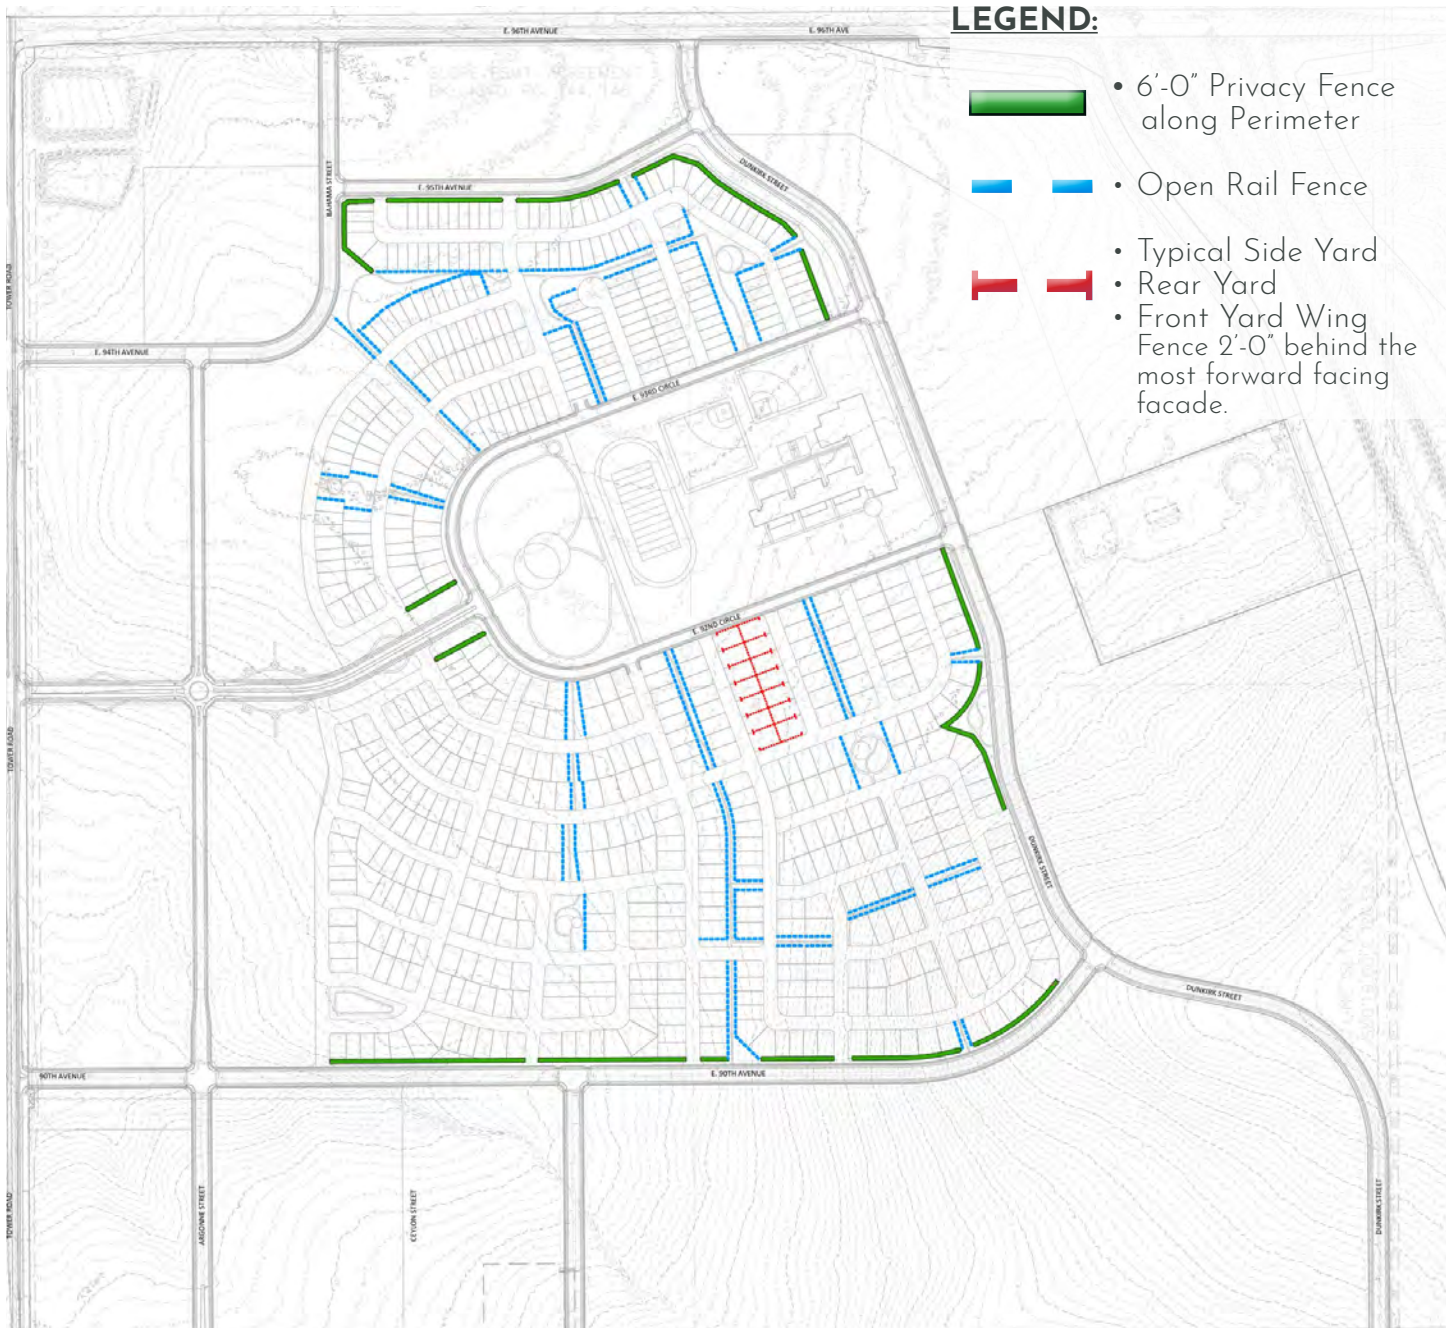 LEGEND:
• 6'-0" Privacy Fence
along Perimeter
• Open Rail Fence
• Typical Side Yard
• Rear Yard
• Front Yard Wing
Fence 2'-0" behind the
most forward facing
facade.
E. 96TH AVENUE
E. 96TH AVE
DUNKIRK STREET
BAHAMA STREET
E. 95TH AVENUE
TOWER ROAD
E. 94TH AVENUE
E. 93RD CIRCLE
E. 92ND CIRCLE
TOWER ROAD
DUNKIRK STREET
DUNKIRK STREET
90TH AVENUE
E. 90TH AVENUE
TOWER ROAD
ARGONNE STREET
CEYLON STREET
DUNKIRK STREET